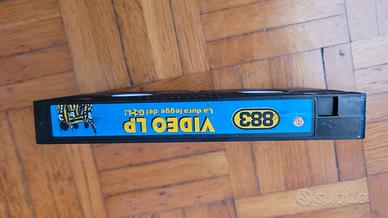 883
VIDEO LP
La dura legge del GOL!
subito